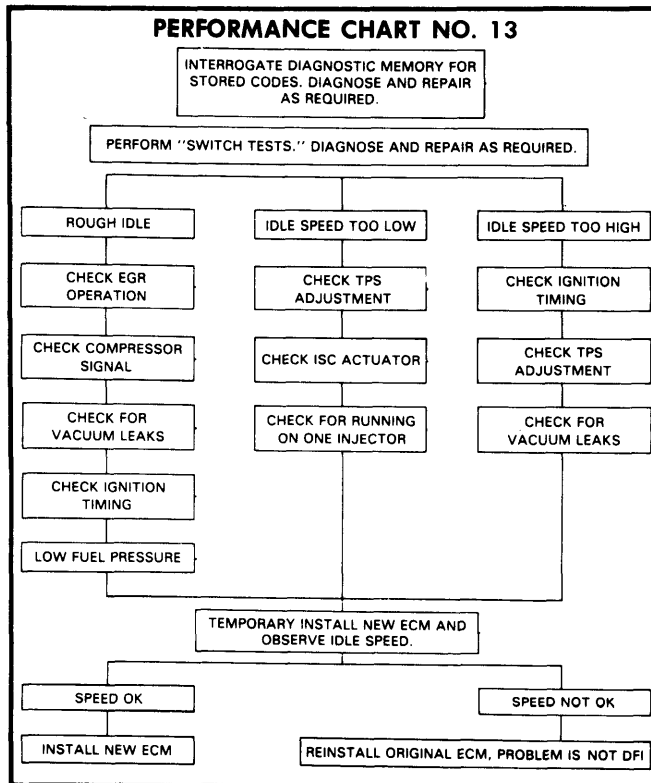 PERFORMANCE CHART NO. 13
INTERROGATE DIAGNOSTIC MEMORY FOR
STORED CODES. DIAGNOSE AND REPAIR
AS REQUIRED.
PERFORM "SWITCH TESTS." DIAGNOSE AND REPAIR AS REQUIRED.
ROUGH IDLE
CHECK EGR
OPERATION
CHECK COMPRESSOR
SIGNAL
CHECK FOR
VACUUM LEAKS
CHECK IGNITION
TIMING
LOW FUEL PRESSURE
IDLE SPEED TOO LOW
CHECK TPS
ADJUSTMENT
CHECK ISC ACTUATOR
CHECK FOR RUNNING
ON ONE INJECTOR
IDLE SPEED TOO HIGH
CHECK IGNITION
TIMING
CHECK TPS
ADJUSTMENT
CHECK FOR
VACUUM LEAKS
TEMPORARY INSTALL NEW ECM AND
OBSERVE IDLE SPEED.
SPEED OK
INSTALL NEW ECM
SPEED NOT OK
REINSTALL ORIGINAL ECM, PROBLEM IS NOT DFI